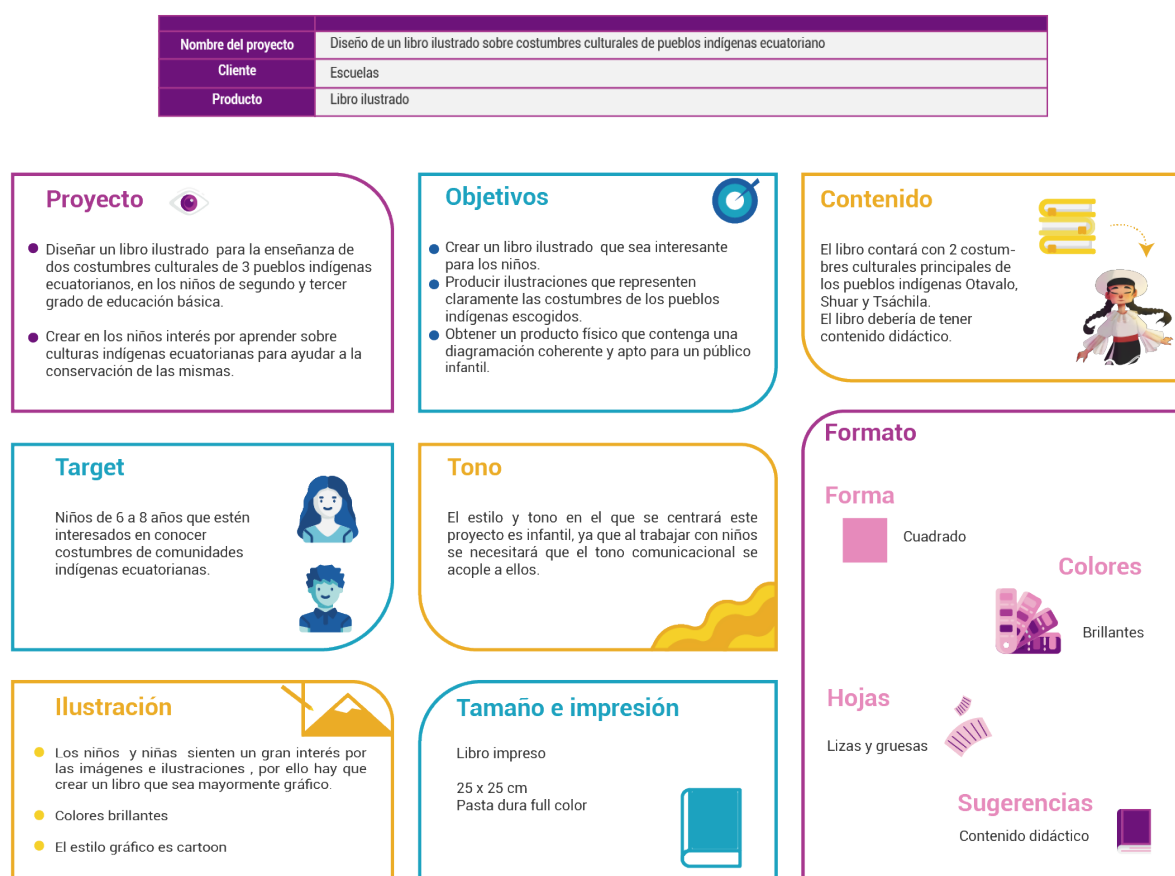 Nombre del proyecto
Diseño de un libro ilustrado sobre costumbres culturales de pueblos indígenas ecuatoriano
Cliente
Escuelas
Producto
Libro ilustrado
Proyecto
Diseñar un libro ilustrado para la enseñanza de
dos costumbres culturales de 3 pueblos indígenas
ecuatorianos, en los niños de segundo y tercer
grado de educación básica.
Crear en los niños interés por aprender sobre
culturas indígenas ecuatorianas para ayudar a la
conservación de las mismas.
Objetivos
Crear un libro ilustrado que sea interesante
para los niños.
Producir ilustraciones que representen
claramente las costumbres de los pueblos
indígenas escogidos.
Obtener un producto físico que contenga una
diagramación coherente y apto para un público
infantil.
Contenido
El libro contará con 2 costum-
bres culturales principales de
los pueblos indígenas Otavalo,
Shuar y Tsáchila.
El libro debería de tener
contenido didáctico.
Target
Niños de 6 a 8 años que estén
interesados en conocer
costumbres de comunidades
indígenas ecuatorianas.
Tono
El estilo y tono en el que se centrará este
proyecto es infantil, ya que al trabajar con niños
se necesitará que el tono comunicacional se
acople a ellos.
Formato
Forma
Cuadrado
Colores
Brillantes
Hojas
Lizas y gruesas
Sugerencias
Contenido didáctico
Ilustración
Los niños y niñas sienten un gran interés por
las imágenes e ilustraciones , por ello hay que
crear un libro que sea mayormente gráfico.
Colores brillantes
El estilo gráfico es cartoon
Tamaño e impresión
Libro impreso
25 x 25 cm
Pasta dura full color